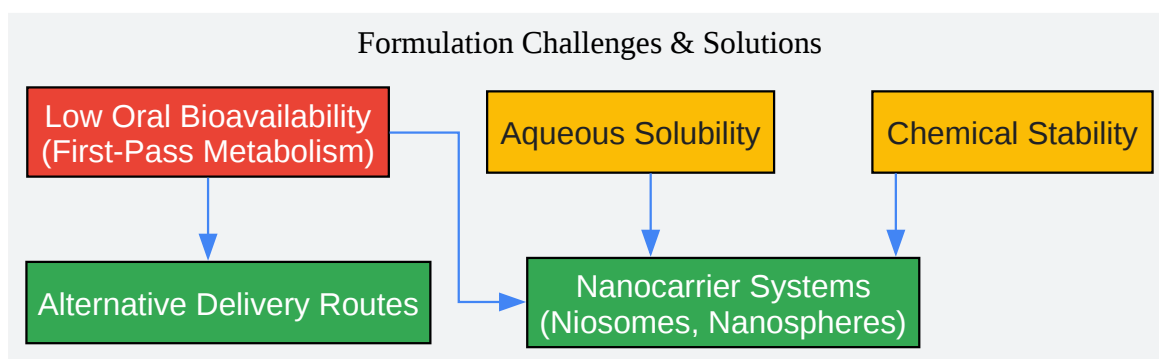 Formulation Challenges & Solutions
Low Oral Bioavailability
(First-Pass Metabolism)
Aqueous Solubility
Chemical Stability
Alternative Delivery Routes
Nanocarrier Systems
(Niosomes, Nanospheres)